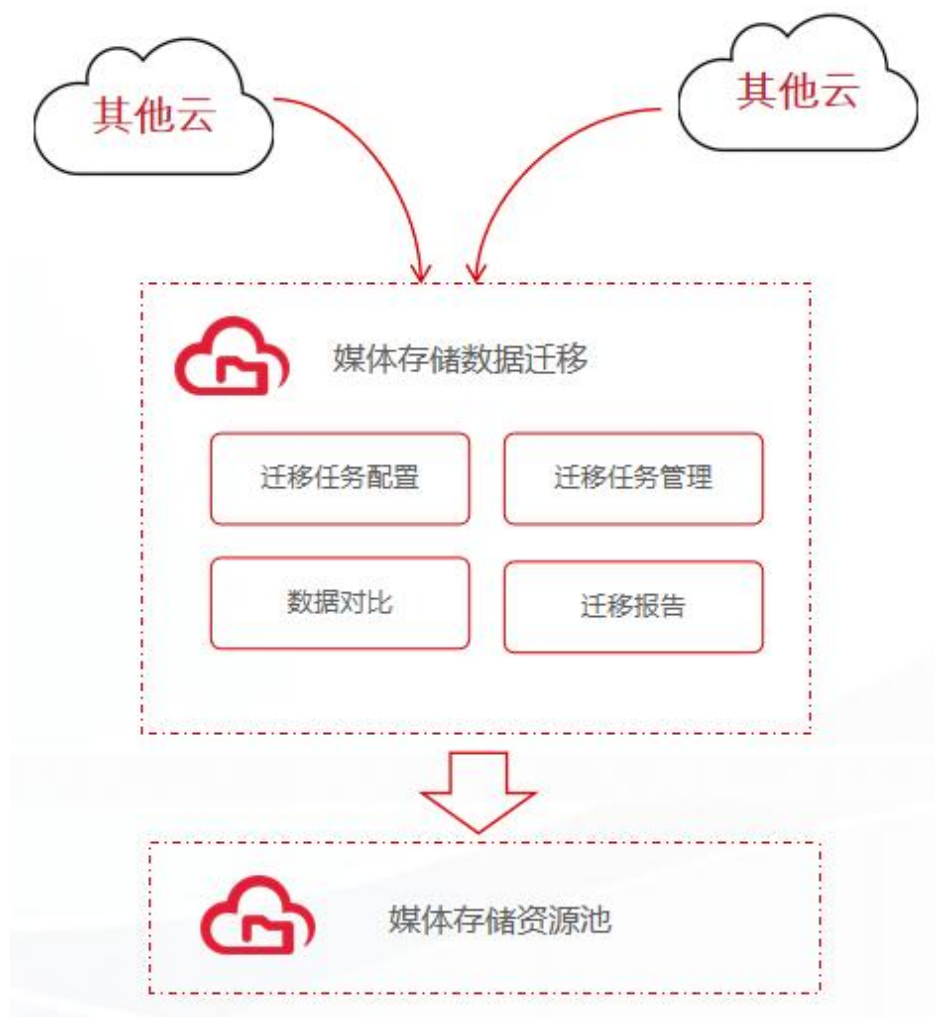 其他云
其他云
媒体存储数据迁移
迁移任务配置
迁移任务管理
数据对比
迁移报告
媒体存储资源池